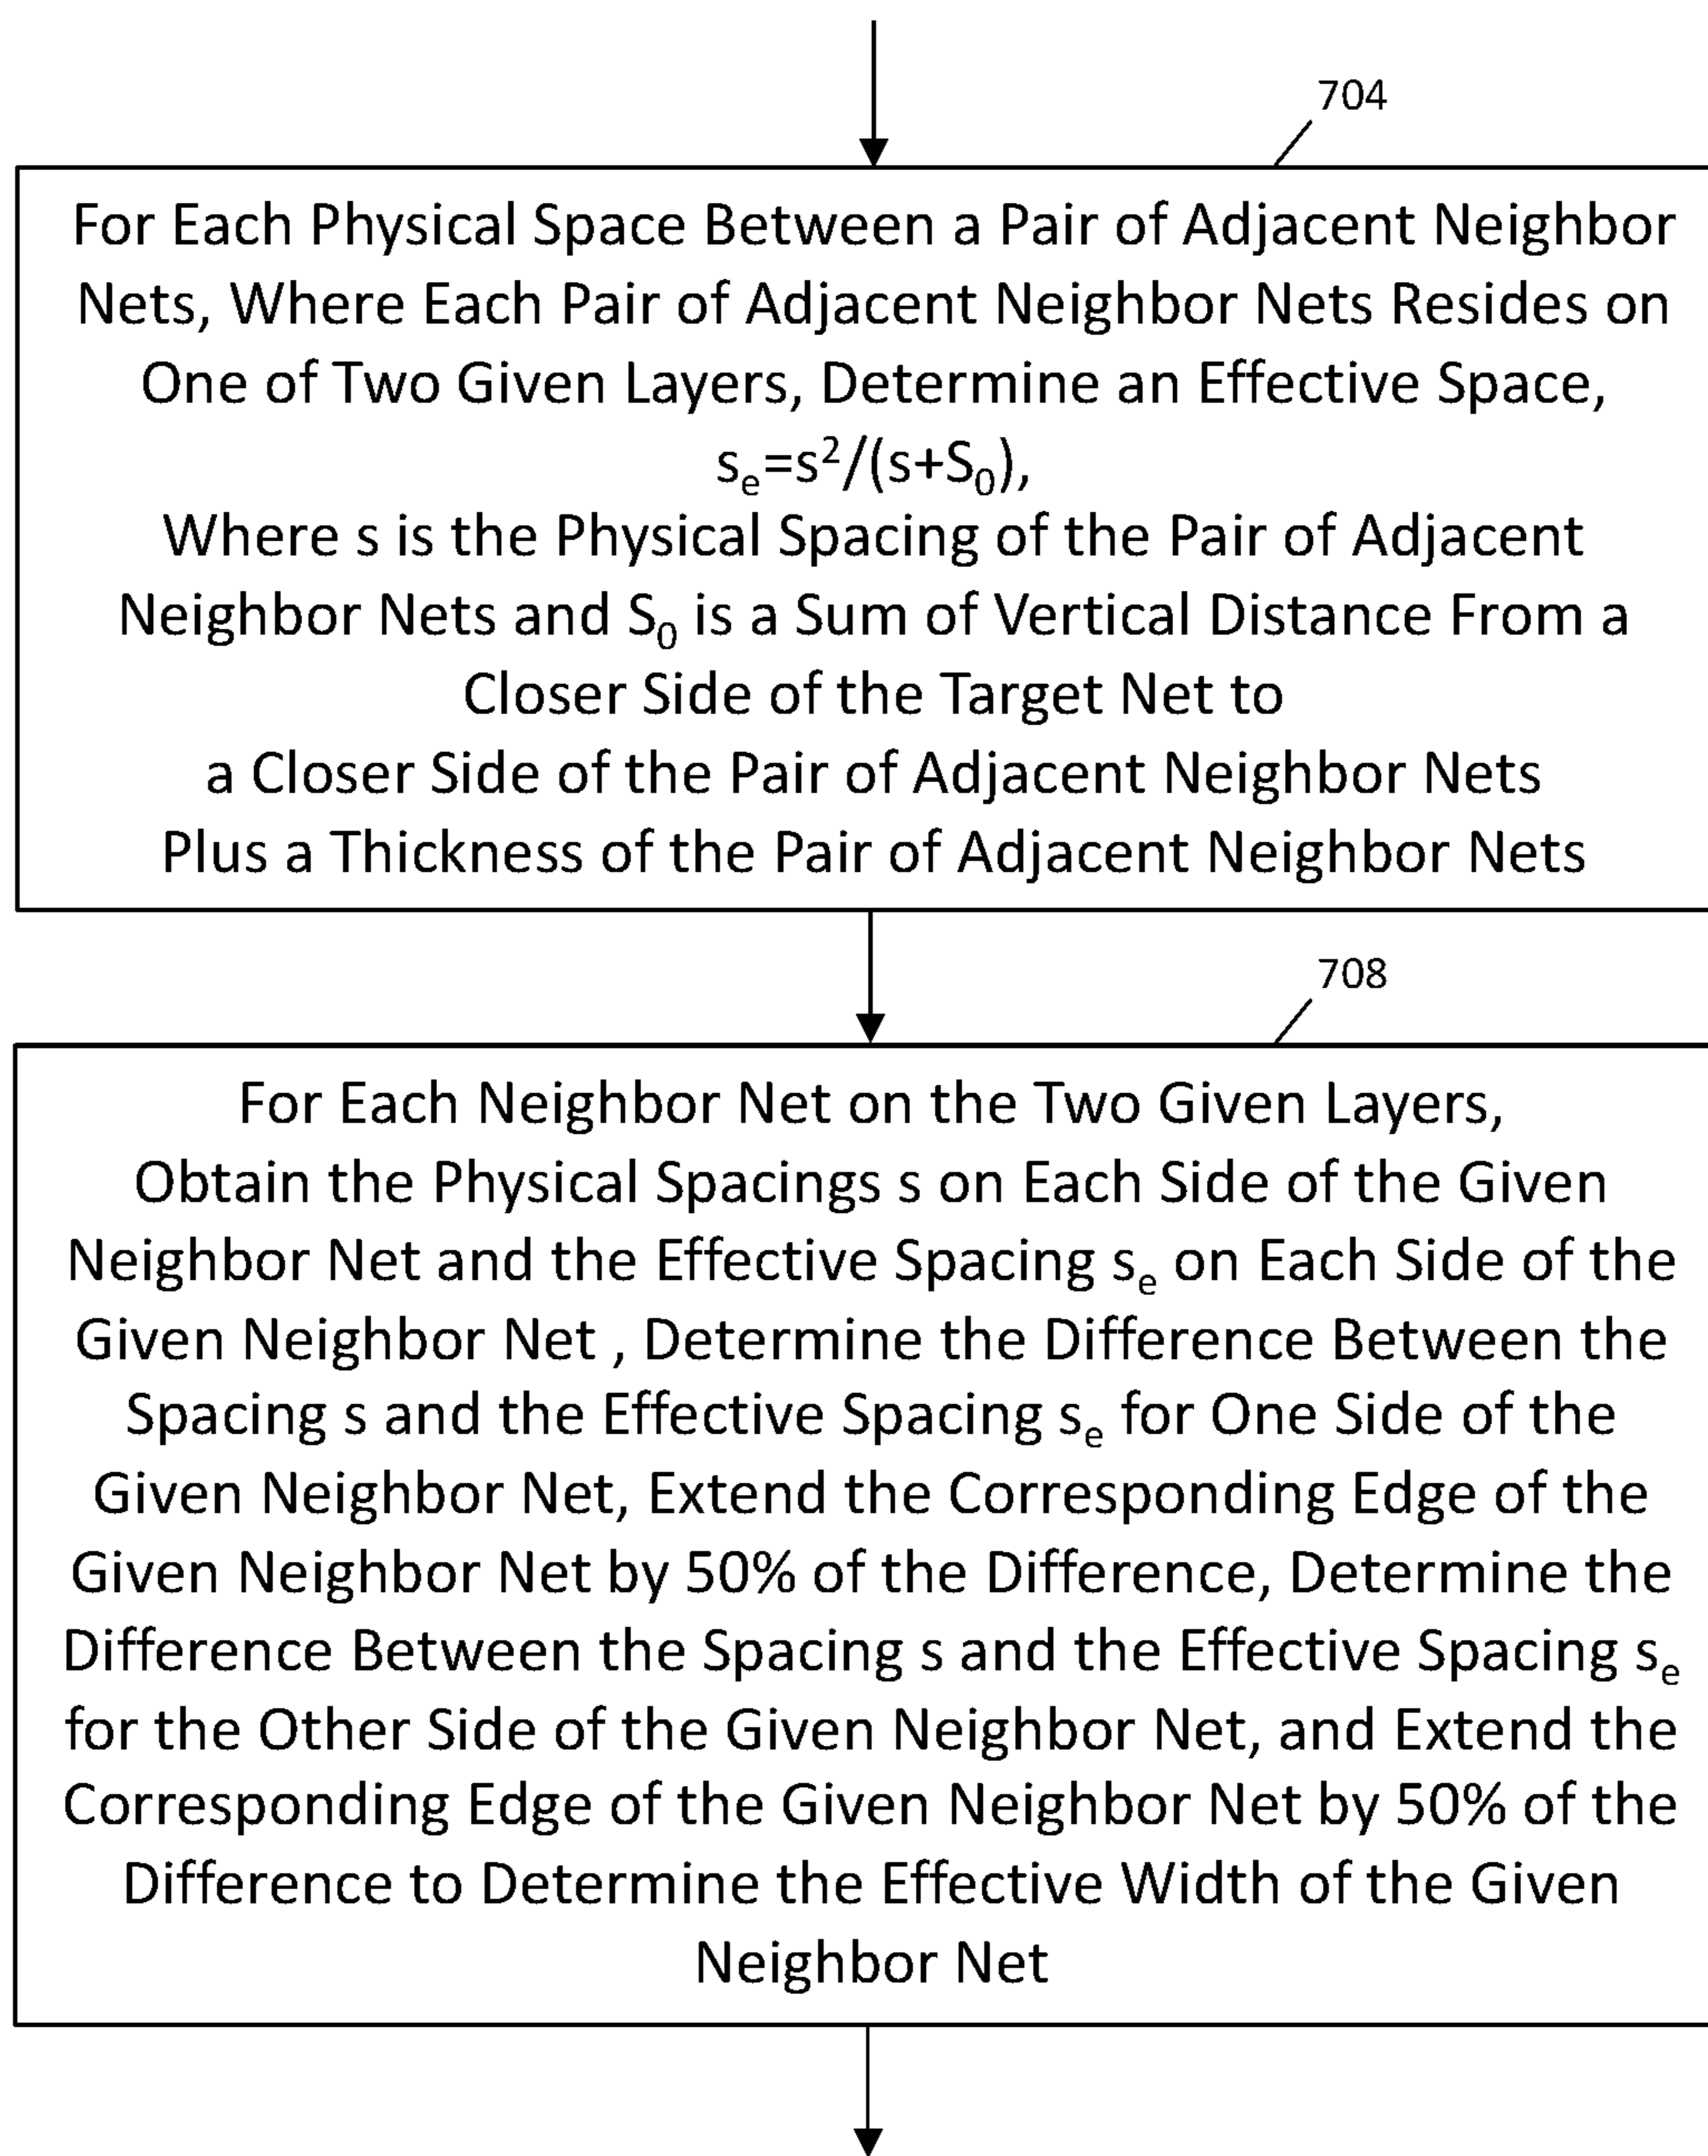 704
For Each Physical Space Between a Pair of Adjacent Neighbor
Nets, Where Each Pair of Adjacent Neighbor Nets Resides on
One of Two Given Layers, Determine an Effective Space,
sₑ=s²/(s+S₀),
Where s is the Physical Spacing of the Pair of Adjacent
Neighbor Nets and S₀ is a Sum of Vertical Distance From a
Closer Side of the Target Net to
a Closer Side of the Pair of Adjacent Neighbor Nets
Plus a Thickness of the Pair of Adjacent Neighbor Nets
708
For Each Neighbor Net on the Two Given Layers,
Obtain the Physical Spacings s on Each Side of the Given
Neighbor Net and the Effective Spacing sₑ on Each Side of the
Given Neighbor Net , Determine the Difference Between the
Spacing s and the Effective Spacing sₑ for One Side of the
Given Neighbor Net, Extend the Corresponding Edge of the
Given Neighbor Net by 50% of the Difference, Determine the
Difference Between the Spacing s and the Effective Spacing sₑ
for the Other Side of the Given Neighbor Net, and Extend the
Corresponding Edge of the Given Neighbor Net by 50% of the
Difference to Determine the Effective Width of the Given
Neighbor Net